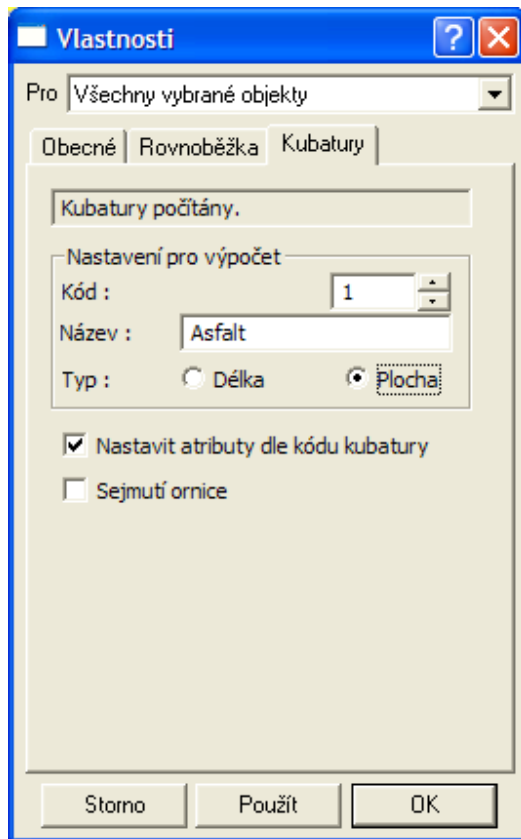 Vlastnosti
Pro Všechny vybrané objekty
Obecné Rovnoběžka Kubatury
Kubatury počítány.
Nastavení pro výpočet
Kód : 1
Název : Asfalt
Typ : Délka Plocha
Nastavit atributy dle kódu kubatury
Sejmutí ornice
Storno Použít OK